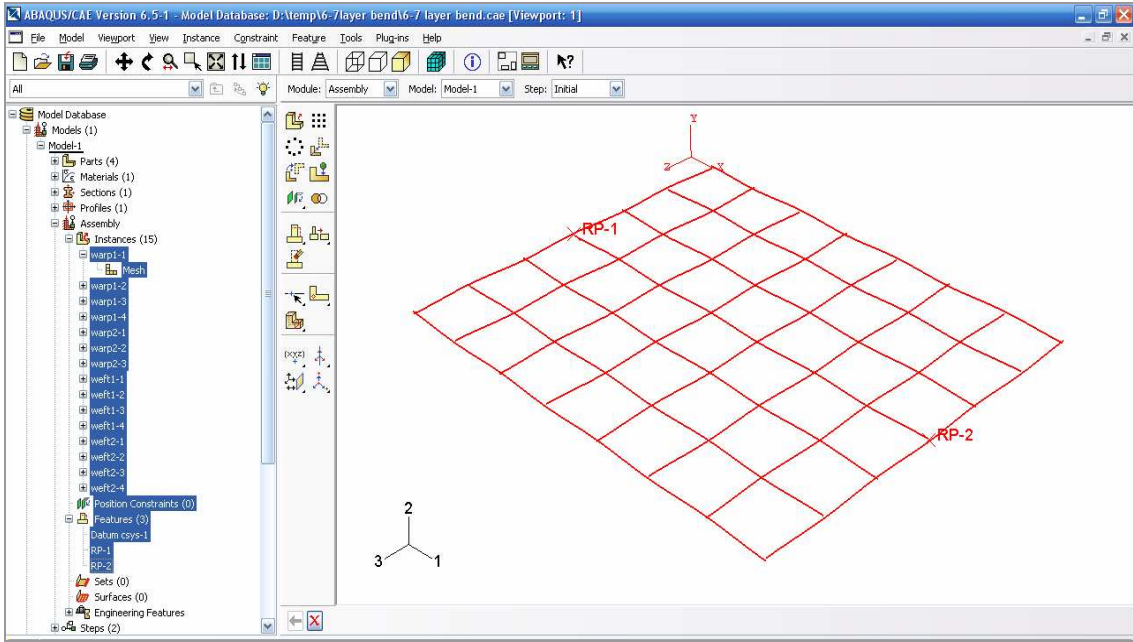 ABAQUS/CAE Version 6.5-1 - Model Database: D:\temp\6-7layer bend\6-7 layer bend.cae [Viewport: 1]
File Model Viewport View Instance Constraint Feature Tools Plug-ins Help
All Module: Assembly Model: Model-1 Step: Initial
Model Database
Models (1)
Model-1
Parts (4)
Materials (1)
Sections (1)
Profiles (1)
Assembly
Instances (15)
warp1-1
Mesh
warp1-2
warp1-3
warp1-4
warp2-1
warp2-2
warp2-3
weft1-1
weft1-2
weft1-3
weft1-4
weft2-1
weft2-2
weft2-3
weft2-4
Position Constraints (0)
Features (3)
Datum csys-1
RP-1
RP-2
Sets (0)
Surfaces (0)
Engineering Features
Steps (2)
(XYZ)
Y
Z X
RP-1
RP-2
2
3 1